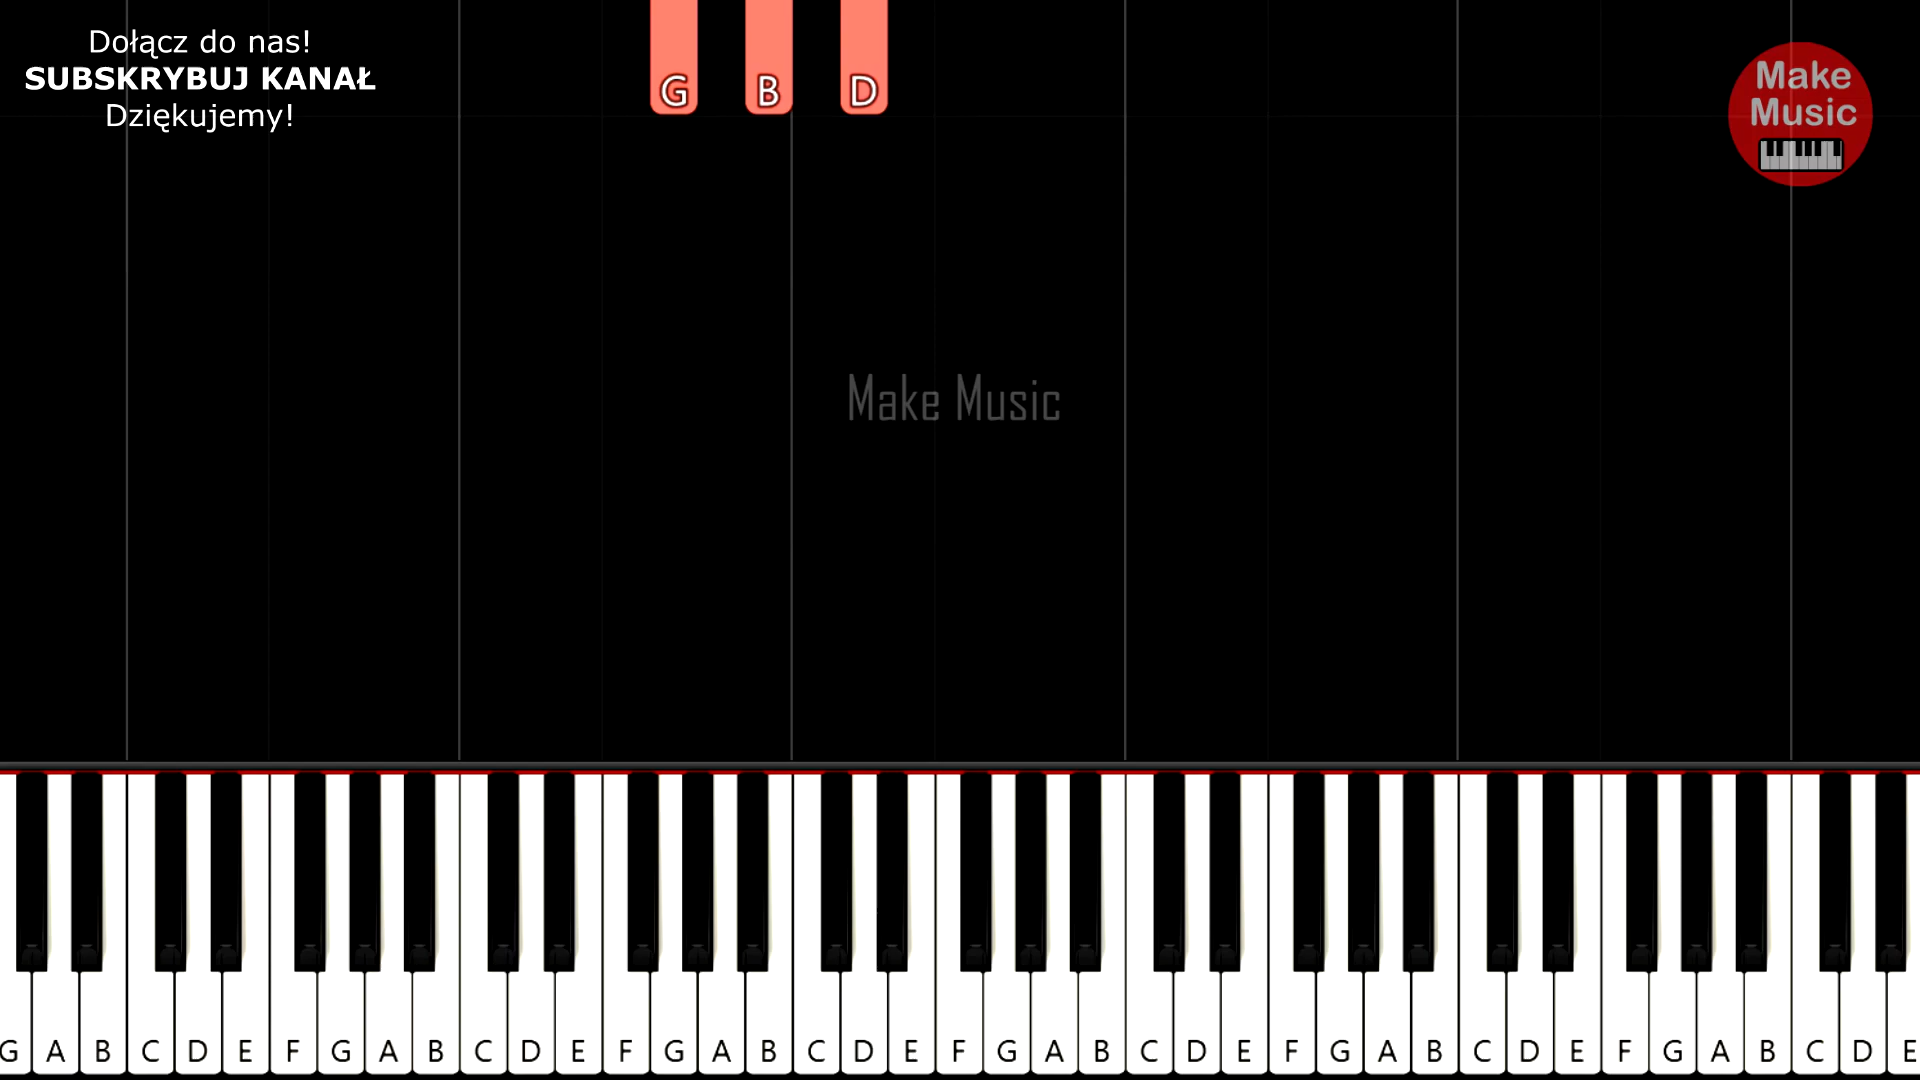 Dołącz do nas!
SUBSKRYBUJ KANAŁ
Dziękujemy!
G B D
Make
Music
Make Music
G A B C D E F G A B C D E F G A B C D E F G A B C D E F G A B C D E F G A B C D E